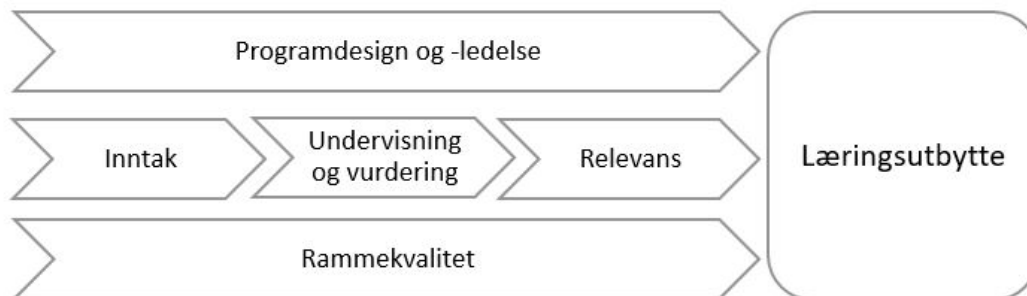 Programdesign og -ledelse
Inntak
Undervisning
og vurdering
Relevans
Læringsutbytte
Rammekvalitet